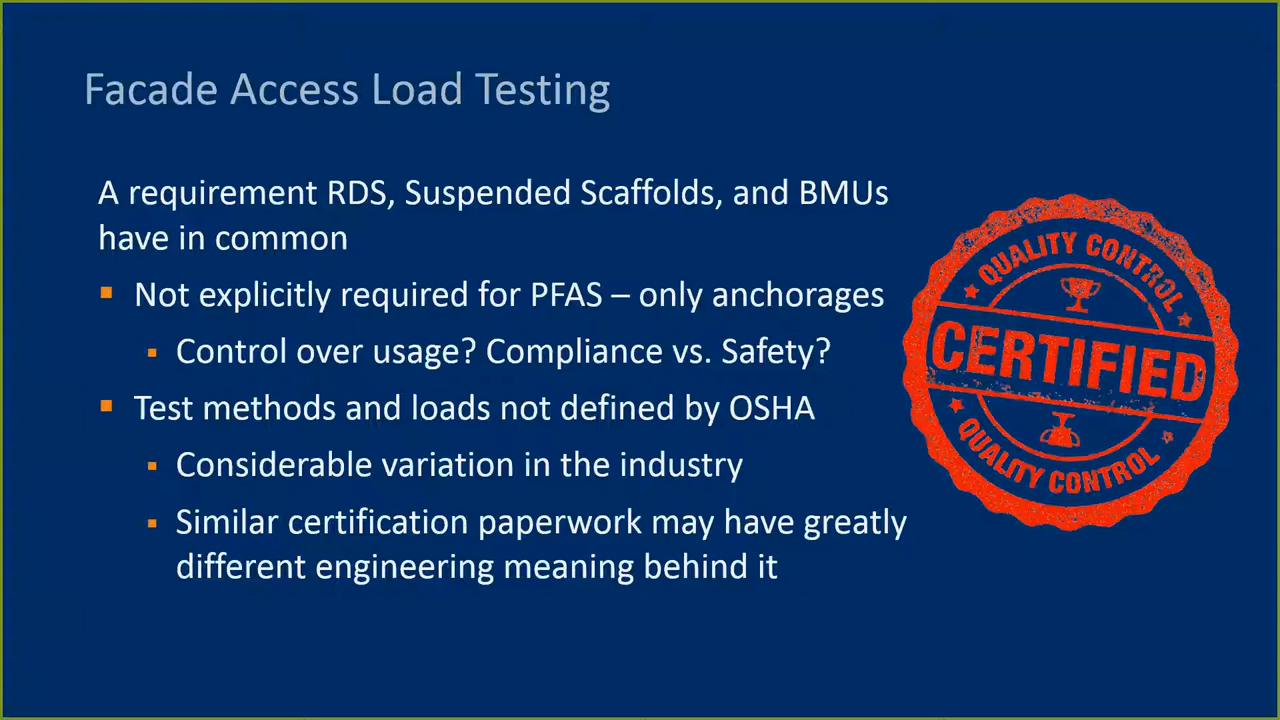 Facade Access Load Testing
A requirement RDS, Suspended Scaffolds, and BMUs
have in common
Not explicitly required for PFAS – only anchorages
Control over usage? Compliance vs. Safety?
Test methods and loads not defined by OSHA
Considerable variation in the industry
Similar certification paperwork may have greatly
different engineering meaning behind it
QUALITY CONTROL
CERTIFIED
QUALITY CONTROL